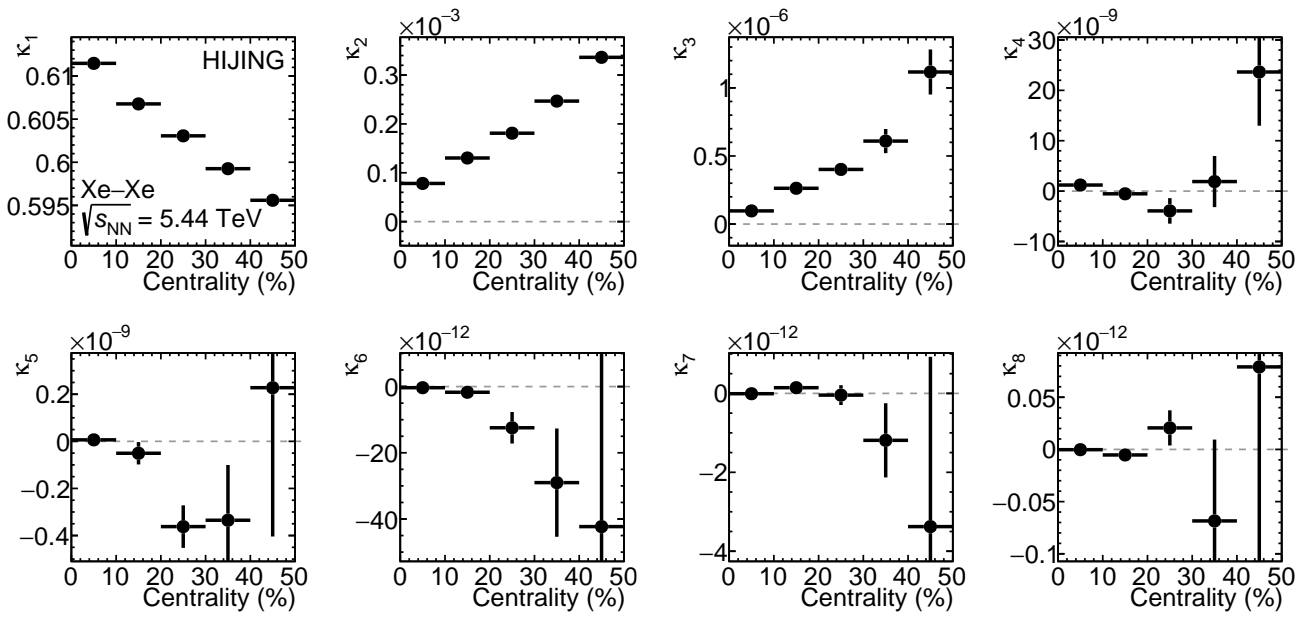 κ1
0.61
0.605
0.6
0.595
HIJING
Xe–Xe
√sNN = 5.44 TeV
0 10 20 30 40 50
Centrality (%)
×10−3
κ2
0.3
0.2
0.1
0
0 10 20 30 40 50
Centrality (%)
×10−6
κ3
1
0.5
0
0 10 20 30 40 50
Centrality (%)
×10−9
κ4
30
20
10
0
−10
0 10 20 30 40 50
Centrality (%)
×10−9
κ5
0.2
0
−0.2
−0.4
0 10 20 30 40 50
Centrality (%)
×10−12
κ6
0
−20
−40
0 10 20 30 40 50
Centrality (%)
×10−12
κ7
0
−2
−4
0 10 20 30 40 50
Centrality (%)
×10−12
κ8
0.05
0
−0.05
−0.1
0 10 20 30 40 50
Centrality (%)